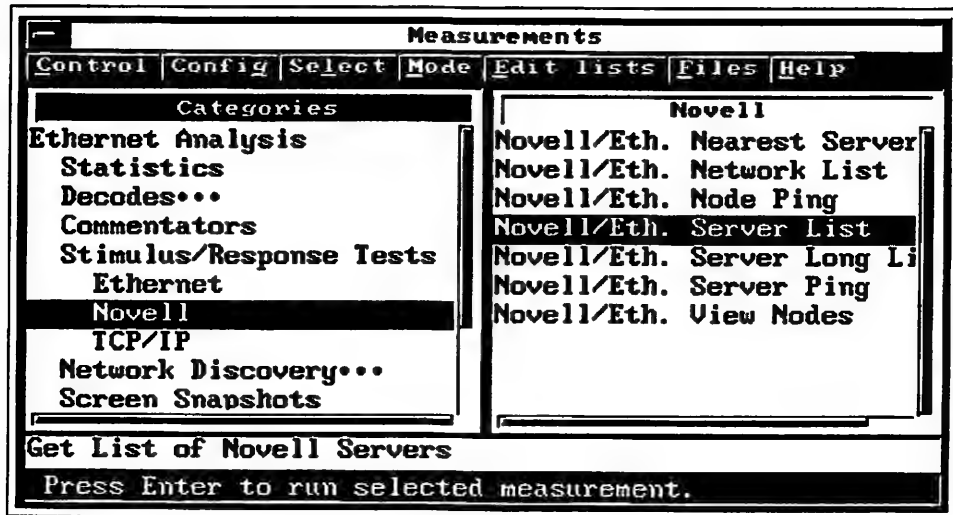 Measurements
Control Config Select Mode Edit lists Files Help
Categories
Ethernet Analysis
Statistics
Decodes•••
Commentators
Stimulus/Response Tests
Ethernet
Novell
TCP/IP
Network Discovery•••
Screen Snapshots
Novell
Novell/Eth. Nearest Server
Novell/Eth. Network List
Novell/Eth. Node Ping
Novell/Eth. Server List
Novell/Eth. Server Long Li
Novell/Eth. Server Ping
Novell/Eth. View Nodes
Get List of Novell Servers
Press Enter to run selected measurement.